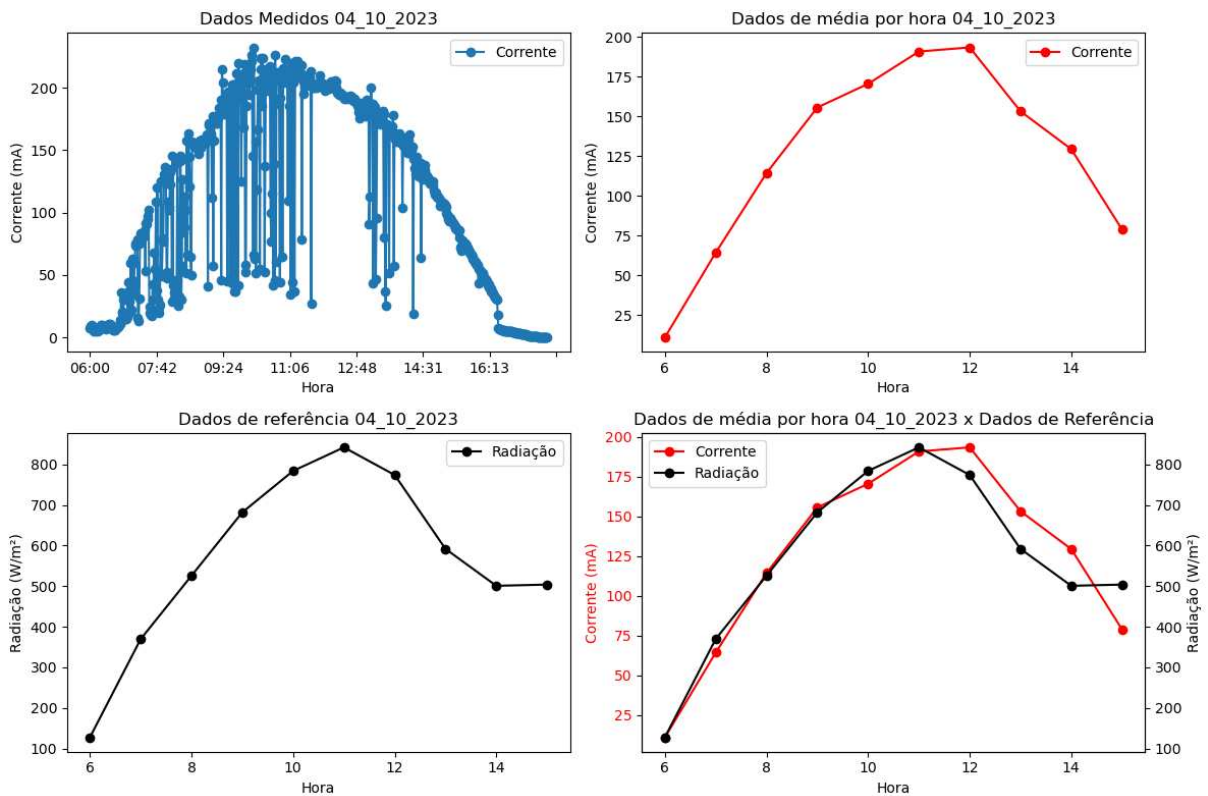 Dados Medidos 04_10_2023
Corrente
Corrente (mA)
200
150
100
50
0
06:00 07:42 09:24 11:06 12:48 14:31 16:13
Hora
Dados de média por hora 04_10_2023
Corrente
Corrente (mA)
200
175
150
125
100
75
50
25
6 8 10 12 14
Hora
Dados de referência 04_10_2023
Radiação
Radiação (W/m²)
800
700
600
500
400
300
200
100
6 8 10 12 14
Hora
Dados de média por hora 04_10_2023 x Dados de Referência
Corrente
Radiação
Corrente (mA)
200
175
150
125
100
75
50
25
6 8 10 12 14
Hora
800
700
600
500
400
300
200
100
Radiação (W/m²)